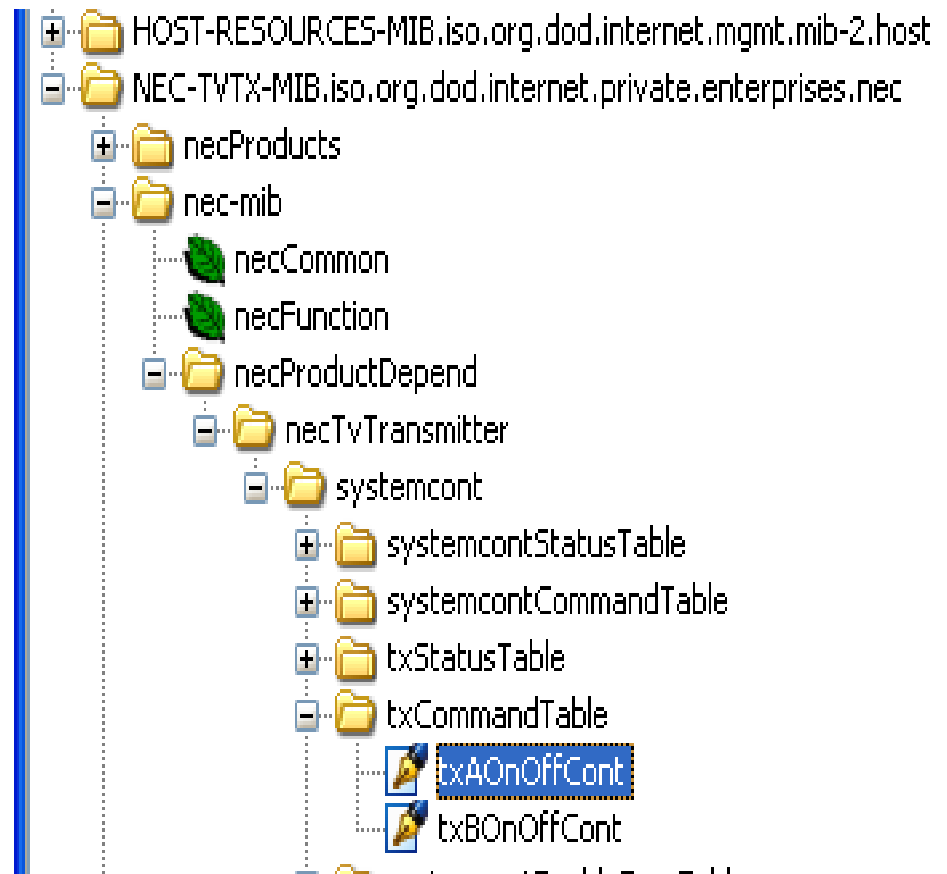 HOST-RESOURCES-MIB.iso.org.dod.internet.mgmt.mib-2.host
NEC-TVTX-MIB.iso.org.dod.internet.private.enterprises.nec
necProducts
nec-mib
necCommon
necFunction
necProductDepend
necTvTransmitter
systemcont
systemcontStatusTable
systemcontCommandTable
txStatusTable
txCommandTable
txAOnOffCont
txBOnOffCont